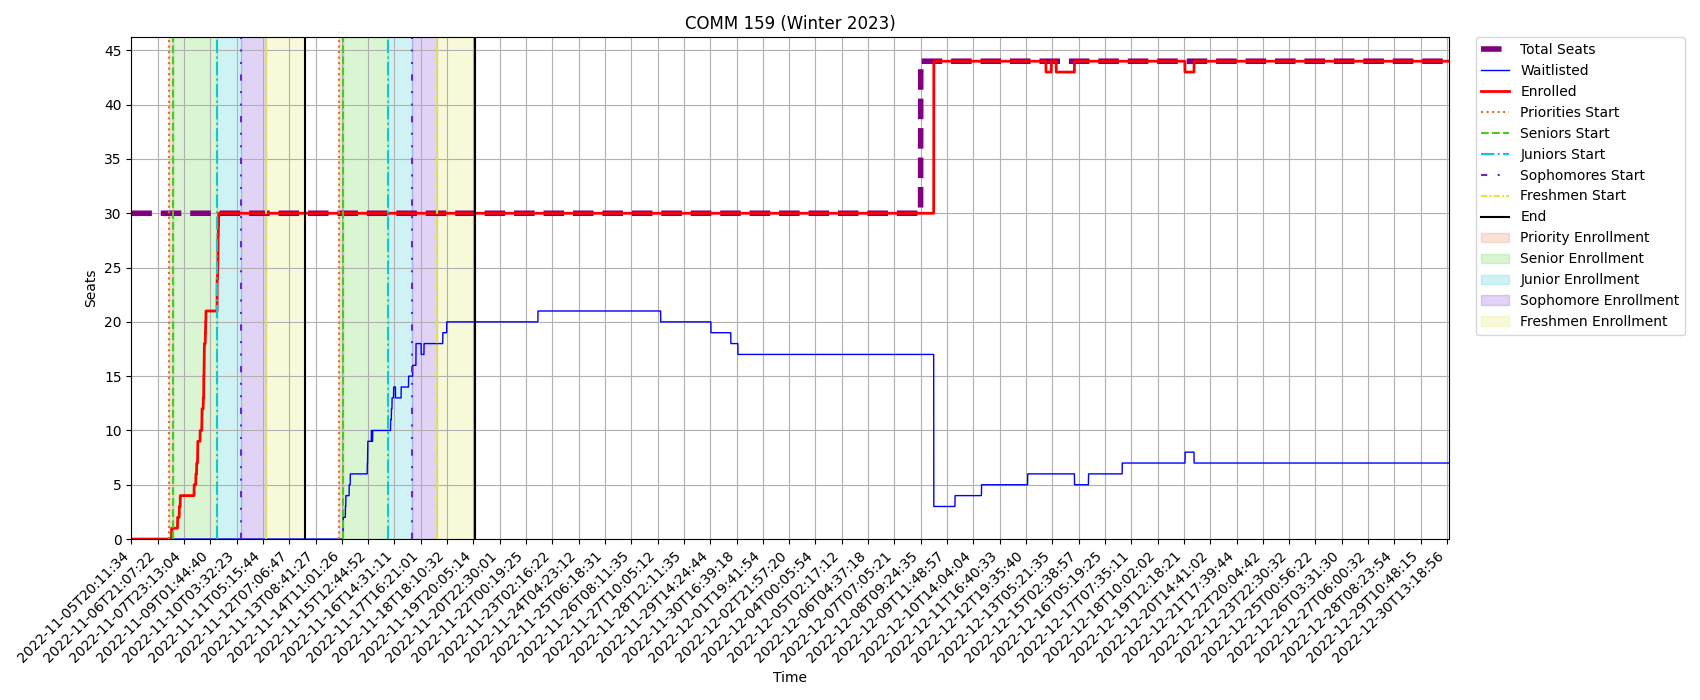 COMM 159 (Winter 2023)
Seats
45
40
35
30
25
20
15
10
5
0
2022-11-05T20:11:34
2022-11-06T21:07:22
2022-11-07T23:13:04
2022-11-09T01:44:40
2022-11-10T03:32:23
2022-11-11T05:15:44
2022-11-12T07:06:47
2022-11-13T08:41:27
2022-11-14T11:01:26
2022-11-15T12:44:52
2022-11-16T14:31:11
2022-11-17T16:21:01
2022-11-18T18:10:32
2022-11-19T22:05:14
2022-11-20T22:30:01
2022-11-22T00:19:25
2022-11-23T02:16:22
2022-11-24T04:23:12
2022-11-25T06:18:31
2022-11-26T08:11:35
2022-11-27T10:05:12
2022-11-28T12:11:35
2022-11-29T14:24:44
2022-11-30T16:39:18
2022-12-01T19:41:54
2022-12-02T21:57:20
2022-12-04T00:05:54
2022-12-05T02:17:12
2022-12-06T04:37:18
2022-12-07T07:05:21
2022-12-08T09:24:35
2022-12-09T11:48:57
2022-12-10T14:04:04
2022-12-11T16:40:33
2022-12-12T19:35:40
2022-12-13T05:21:35
2022-12-15T02:38:57
2022-12-16T05:19:25
2022-12-17T07:35:11
2022-12-18T10:02:02
2022-12-19T12:18:21
2022-12-20T14:41:02
2022-12-21T17:39:44
2022-12-22T20:04:42
2022-12-23T22:30:32
2022-12-25T00:56:22
2022-12-26T03:31:30
2022-12-27T06:00:32
2022-12-28T08:23:54
2022-12-29T10:48:15
2022-12-30T13:18:56
Time
Total Seats
Waitlisted
Enrolled
Priorities Start
Seniors Start
Juniors Start
Sophomores Start
Freshmen Start
End
Priority Enrollment
Senior Enrollment
Junior Enrollment
Sophomore Enrollment
Freshmen Enrollment